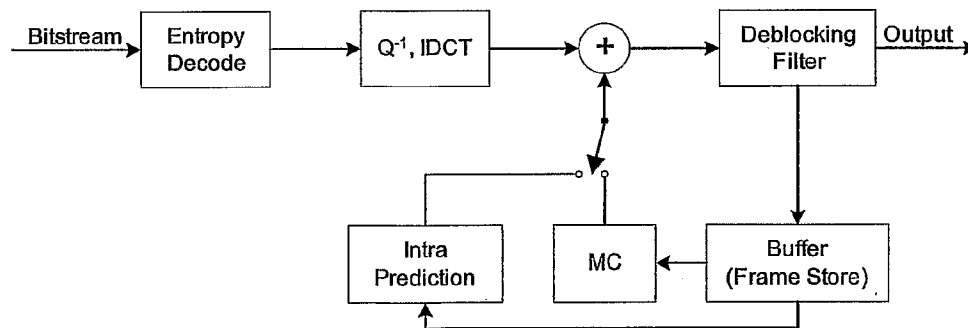 Bitstream
Entropy
Decode
Q⁻¹, IDCT
+
Deblocking
Filter
Output
Intra
Prediction
MC
Buffer
(Frame Store)